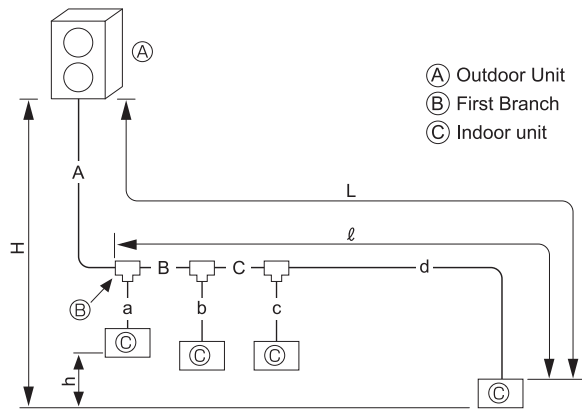 Ⓐ
Ⓐ Outdoor Unit
Ⓑ First Branch
Ⓒ Indoor unit
A
L
H
ℓ
B C d
Ⓑ a b c
Ⓒ
Ⓒ Ⓒ
h
Ⓒ